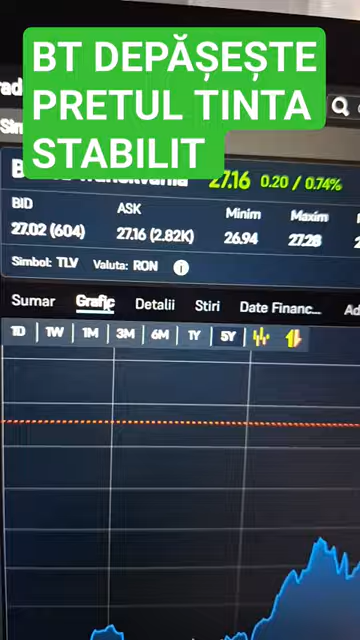 BT DEPĂȘEȘTE
PRETUL TINTA
STABILIT
27.16 0.20 / 0.74%
BID ASK Minim Maxim
27.02 (604) 27.16 (2.82K) 26.94 27.28
Simbol: TLV Valuta: RON
Sumar Grafic Detalii Stiri Date Financ...
1D 1W 1M 3M 6M 1Y 5Y